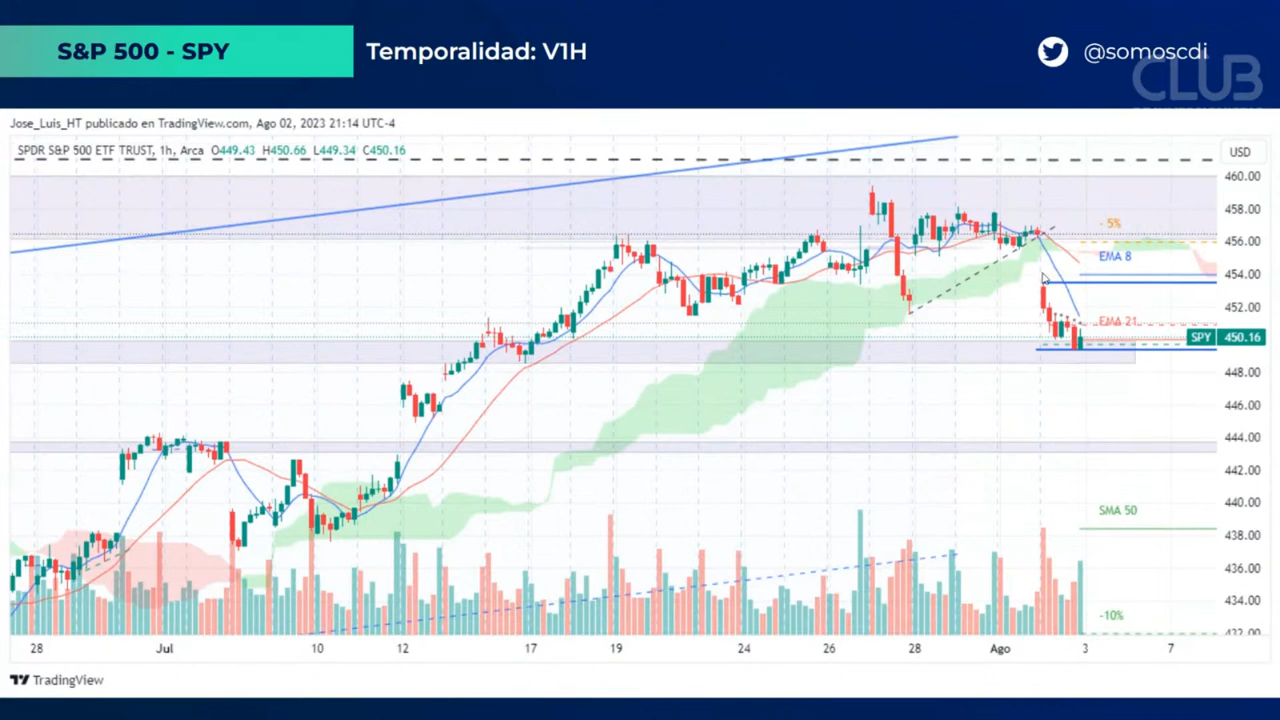 S&P 500 - SPY
Temporalidad: V1H
@somoscdi
CLUB
Jose_Luis_HT publicado en TradingView.com, Ago 02, 2023 21:14 UTC-4
SPDR S&P 500 ETF TRUST, 1h, Arca O449.43 H450.66 L449.34 C450.16
USD
460.00
458.00
- 5%
456.00
EMA 8
454.00
452.00
EMA 21
SPY 450.16
448.00
446.00
444.00
442.00
440.00
SMA 50
438.00
436.00
434.00
-10%
432.00
28 Jul 10 12 17 19 24 26 28 Ago 3 7
TradingView